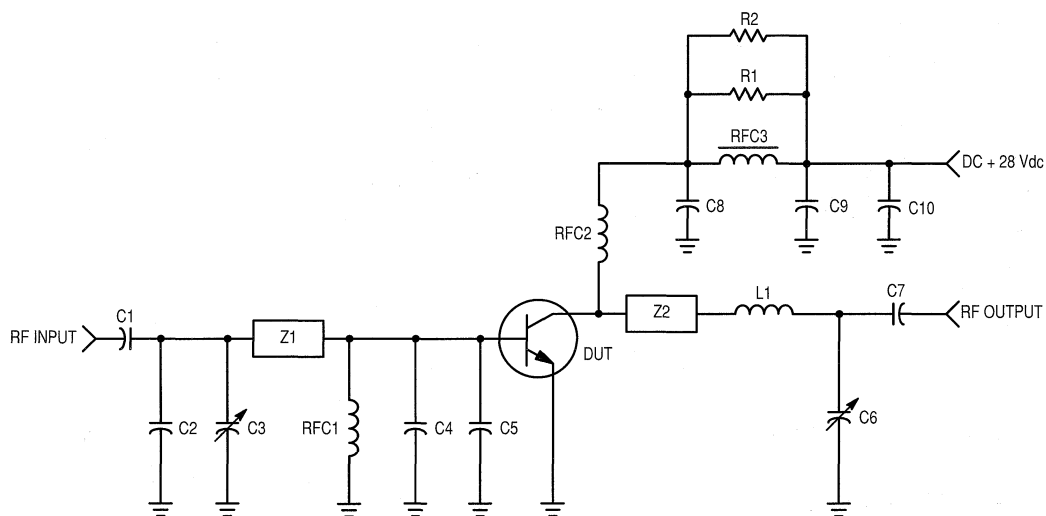 R2
R1
RFC3
DC + 28 Vdc
C8
C9
C10
RFC2
Z2
L1
C7
RF OUTPUT
C1
RF INPUT
Z1
DUT
C2
C3
RFC1
C4
C5
C6